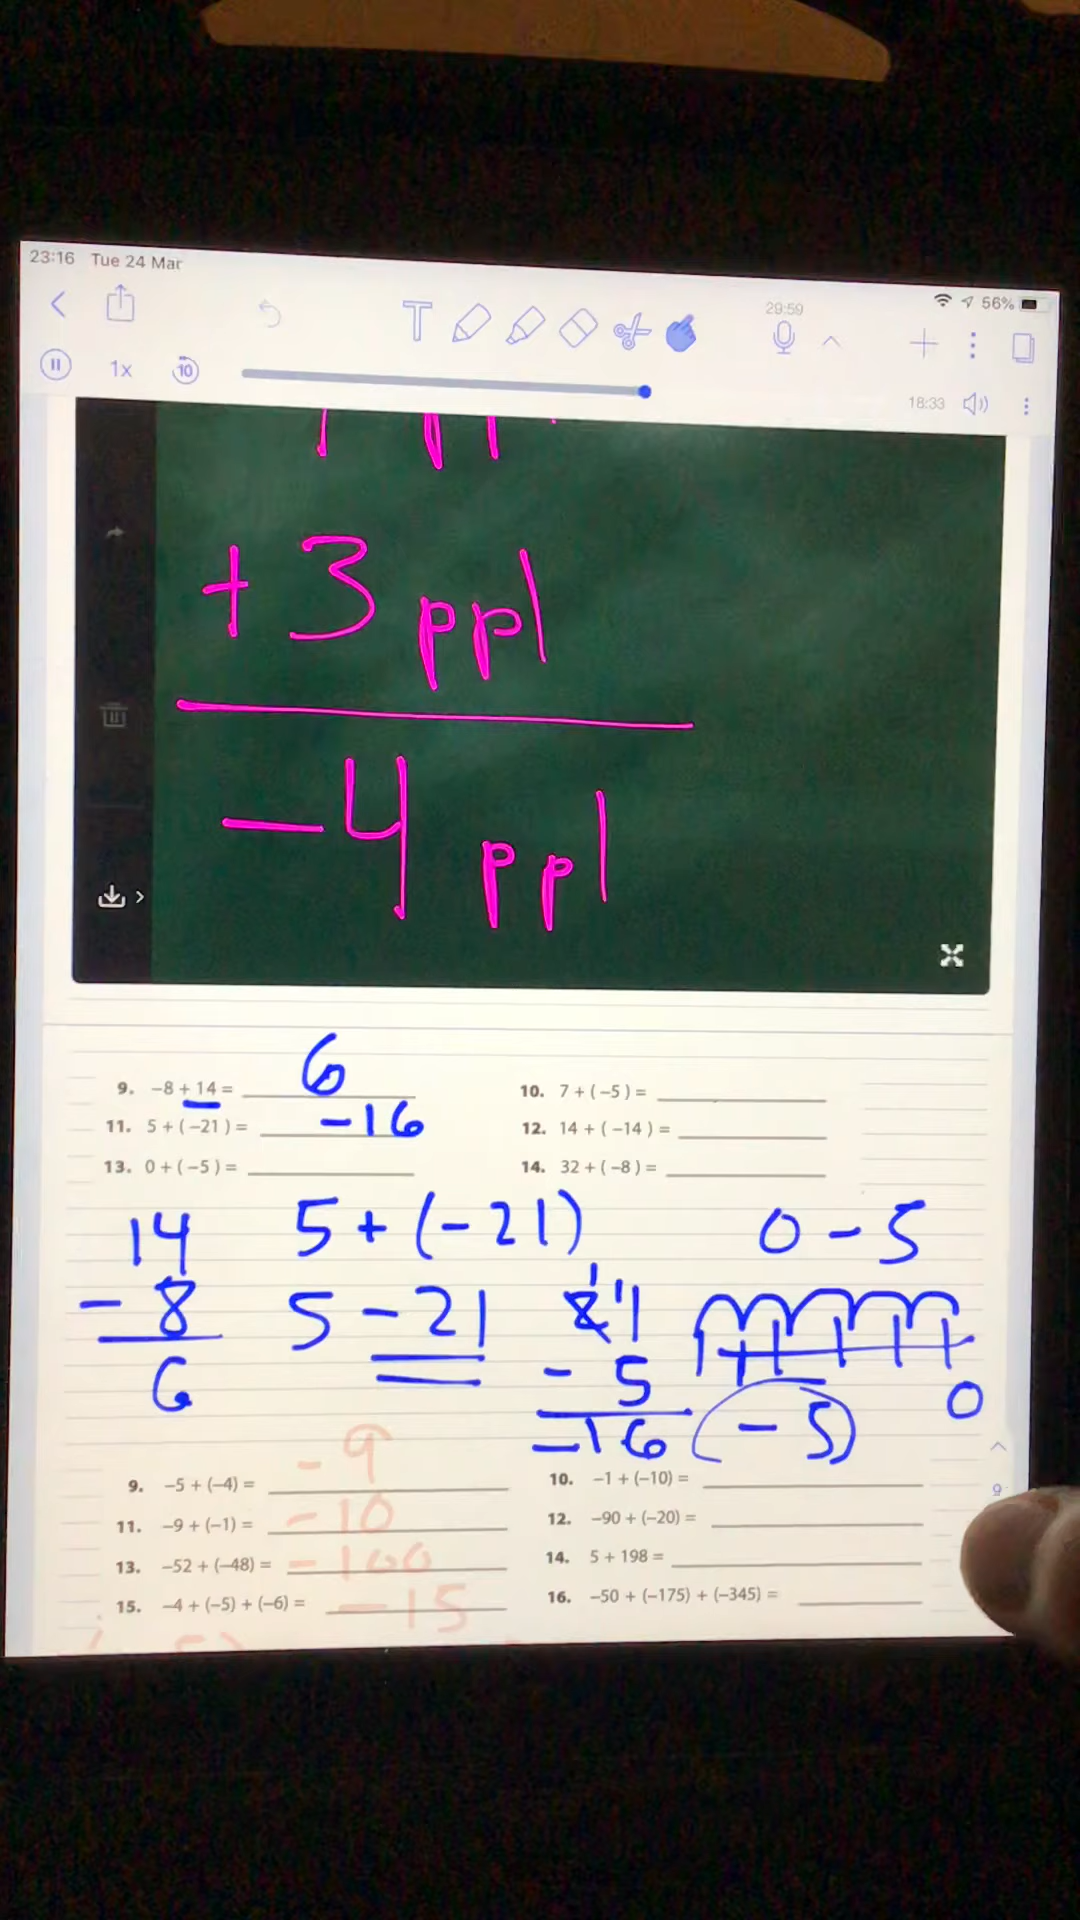 23:16 Tue 24 Mar
56%
T
29:59
1x
10
18:33
+ 3 ppl
- 4 ppl
9. -8 + 14 = 6
10. 7 + (-5) =
11. 5 + (-21) = -16
12. 14 + (-14) =
13. 0 + (-5) =
14. 32 + (-8) =
14
- 8
6
5 + (-21)
5 - 21
21
- 5
-16
0 - 5
0
(-5)
9. -5 + (-4) = -9
10. -1 + (-10) =
11. -9 + (-1) = -10
12. -90 + (-20) =
13. -52 + (-48) = -100
14. 5 + 198 =
15. -4 + (-5) + (-6) = -15
16. -50 + (-175) + (-345) =
9